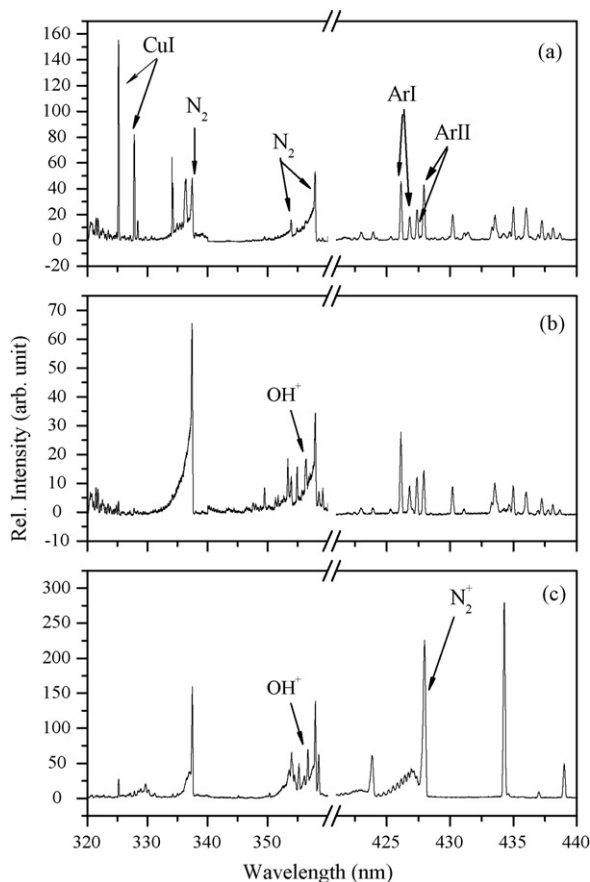 (a)
160
140
120
100
80
60
40
20
0
-20
CuI
N2
N2
ArI
ArII
(b)
70
60
50
40
30
20
10
0
-10
OH+
Rel. Intensity (arb. unit)
(c)
300
250
200
150
100
50
0
OH+
N2+
320 330 340 350 425 430 435 440
Wavelength (nm)